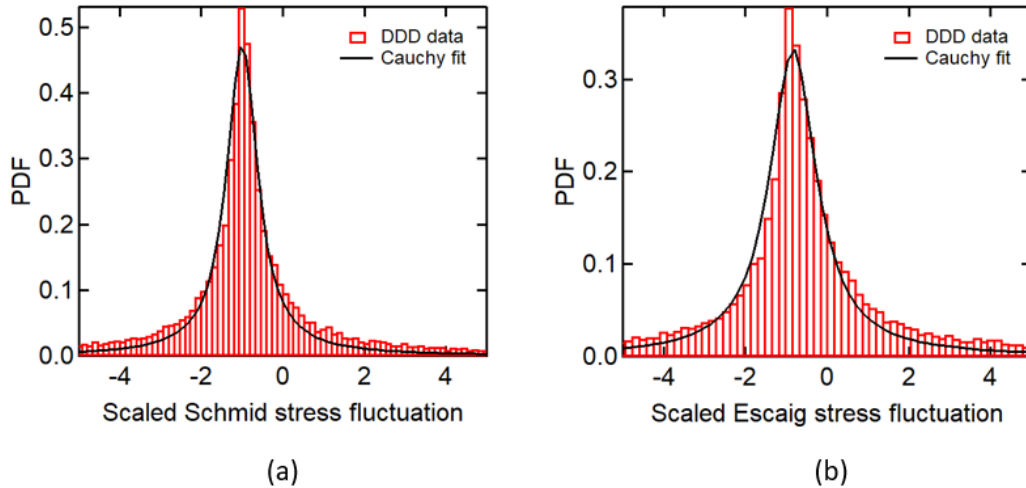 0.5
0.4
0.3
0.2
0.1
0.0
PDF
DDD data
Cauchy fit
-4 -2 0 2 4
Scaled Schmid stress fluctuation
(a)
0.3
0.2
0.1
0.0
PDF
DDD data
Cauchy fit
-4 -2 0 2 4
Scaled Escaig stress fluctuation
(b)